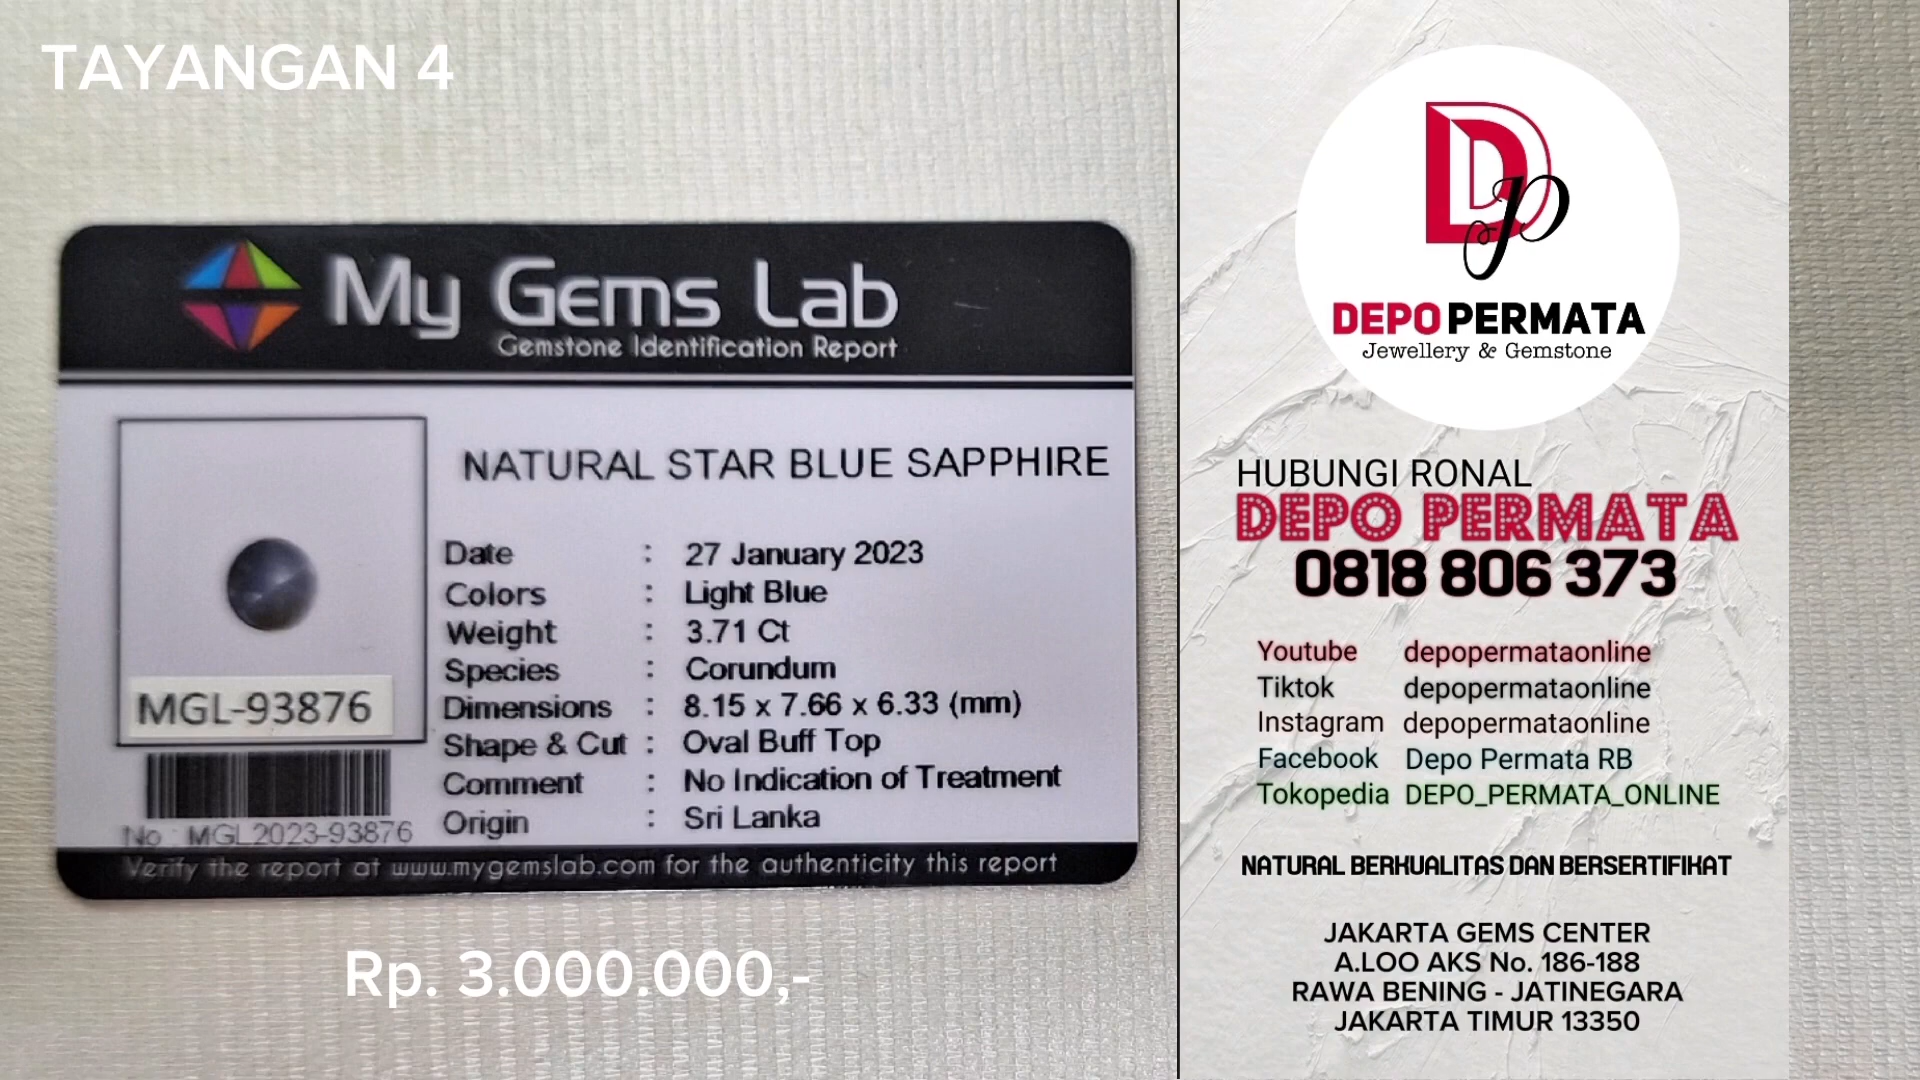 TAYANGAN 4
My Gems Lab
Gemstone Identification Report
NATURAL STAR BLUE SAPPHIRE
Date : 27 January 2023
Colors : Light Blue
Weight : 3.71 Ct
Species : Corundum
Dimensions : 8.15 x 7.66 x 6.33 (mm)
Shape & Cut : Oval Buff Top
Comment : No Indication of Treatment
Origin : Sri Lanka
MGL-93876
No : MGL2023-93876
Verify the report at www.mygemslab.com for the authenticity this report
Rp. 3.000.000,-
DP
DEPO PERMATA
Jewellery & Gemstone
HUBUNGI RONAL
DEPO PERMATA
0818 806 373
Youtube depopermataonline
Tiktok depopermataonline
Instagram depopermataonline
Facebook Depo Permata RB
Tokopedia DEPO_PERMATA_ONLINE
NATURAL BERKUALITAS DAN BERSERTIFIKAT
JAKARTA GEMS CENTER
A.LOO AKS No. 186-188
RAWA BENING - JATINEGARA
JAKARTA TIMUR 13350